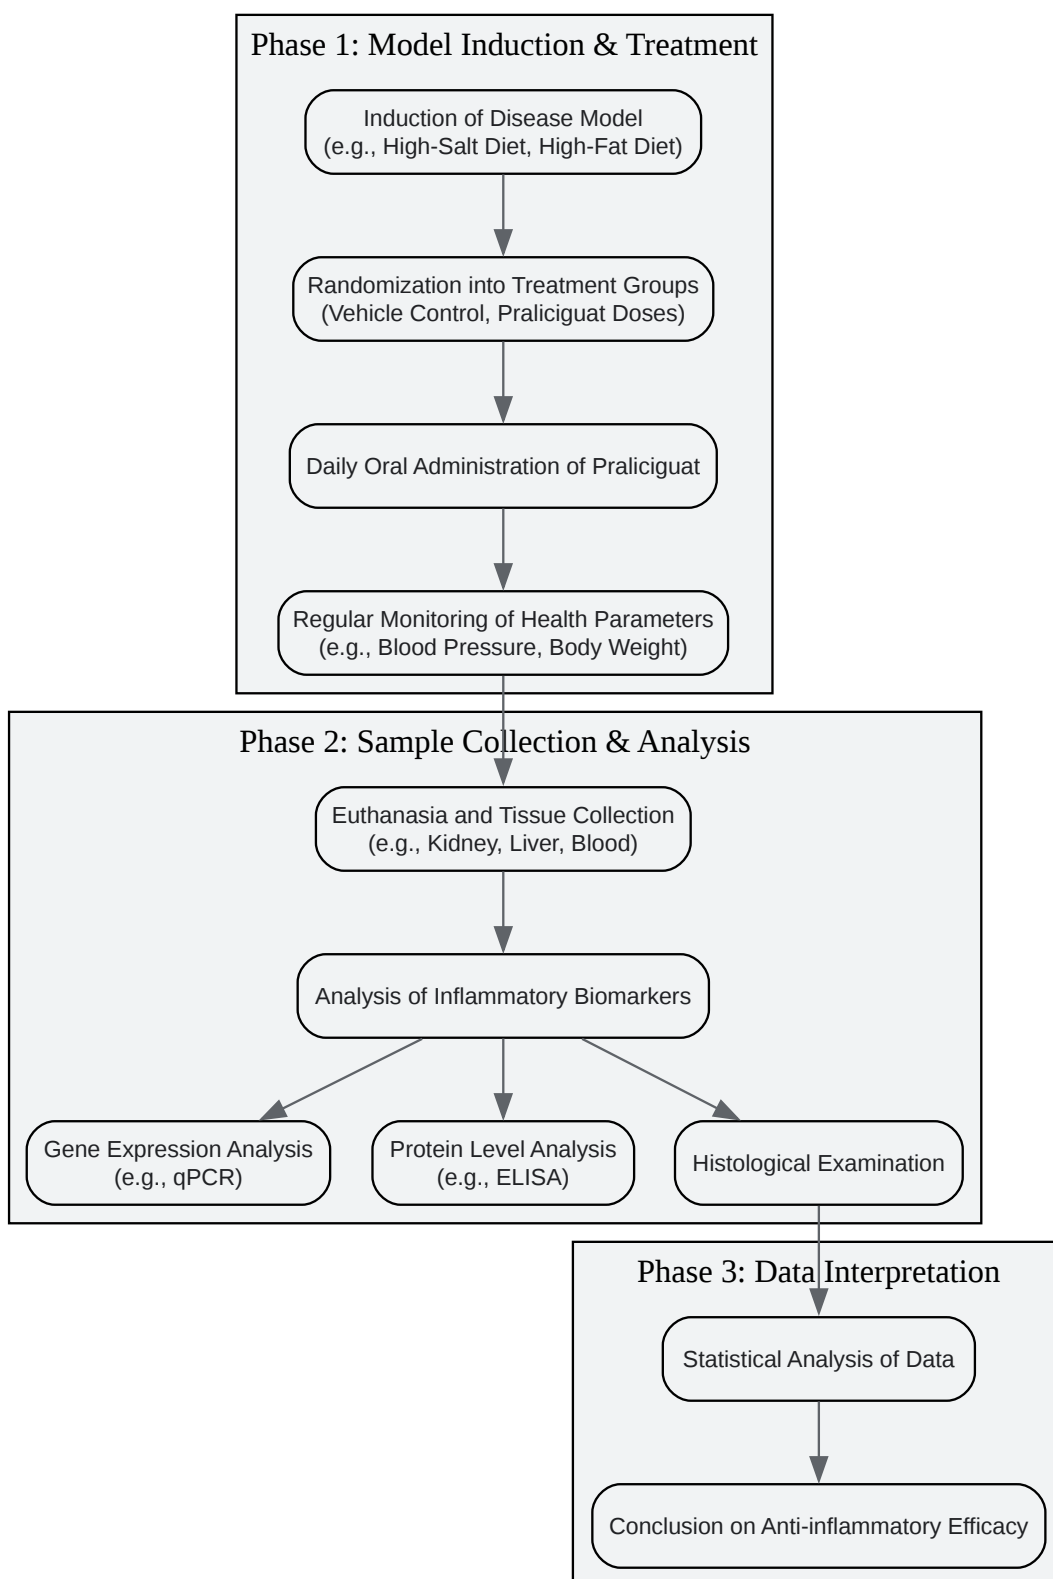 Phase 1: Model Induction & Treatment
Induction of Disease Model
(e.g., High-Salt Diet, High-Fat Diet)
Randomization into Treatment Groups
(Vehicle Control, Praliciguat Doses)
Daily Oral Administration of Praliciguat
Regular Monitoring of Health Parameters
(e.g., Blood Pressure, Body Weight)
Phase 2: Sample Collection & Analysis
Euthanasia and Tissue Collection
(e.g., Kidney, Liver, Blood)
Analysis of Inflammatory Biomarkers
Gene Expression Analysis
(e.g., qPCR)
Protein Level Analysis
(e.g., ELISA)
Histological Examination
Phase 3: Data Interpretation
Statistical Analysis of Data
Conclusion on Anti-inflammatory Efficacy